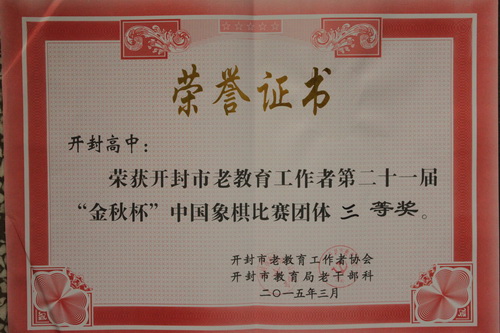 荣誉证书
开封高中：
荣获开封市老教育工作者第二十一届
“金秋杯”中国象棋比赛团体三等奖。
开封市老教育工作者协会
开封市教育局老干部科
二〇一五年三月